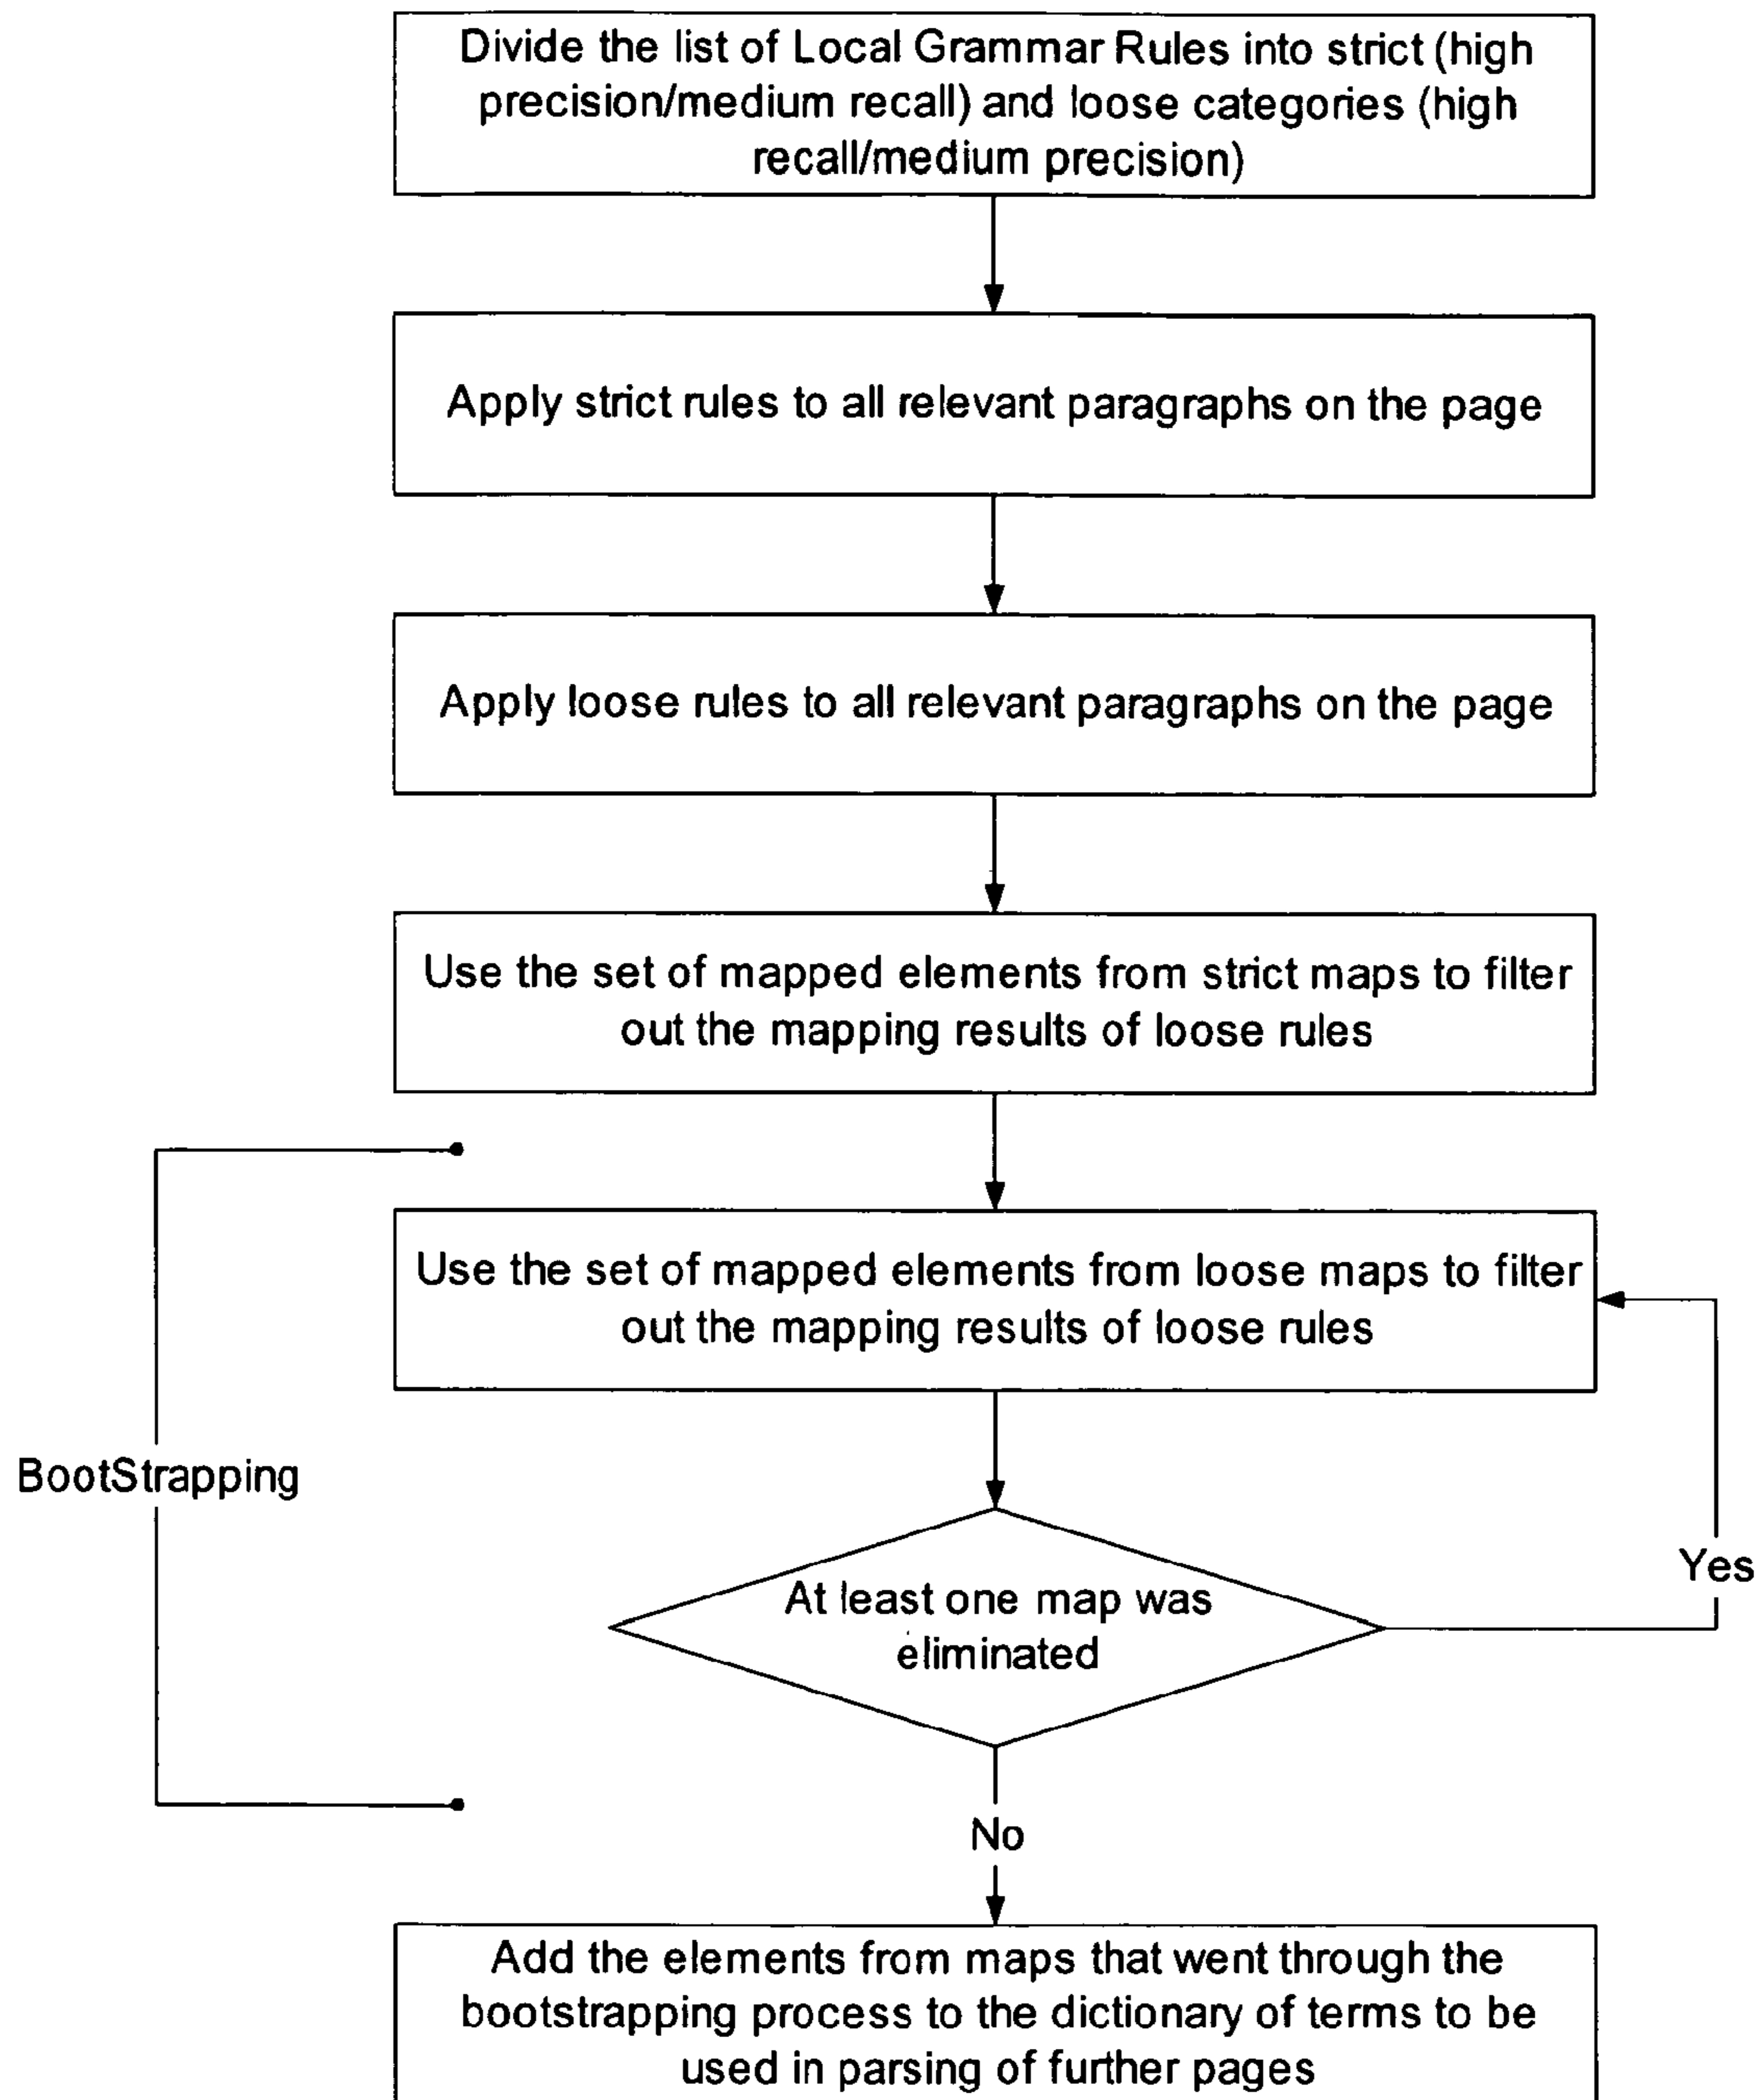 Divide the list of Local Grammar Rules into strict (high
precision/medium recall) and loose categories (high
recall/medium precision)
Apply strict rules to all relevant paragraphs on the page
Apply loose rules to all relevant paragraphs on the page
Use the set of mapped elements from strict maps to filter
out the mapping results of loose rules
Use the set of mapped elements from loose maps to filter
out the mapping results of loose rules
BootStrapping
Yes
At least one map was
eliminated
No
Add the elements from maps that went through the
bootstrapping process to the dictionary of terms to be
used in parsing of further pages